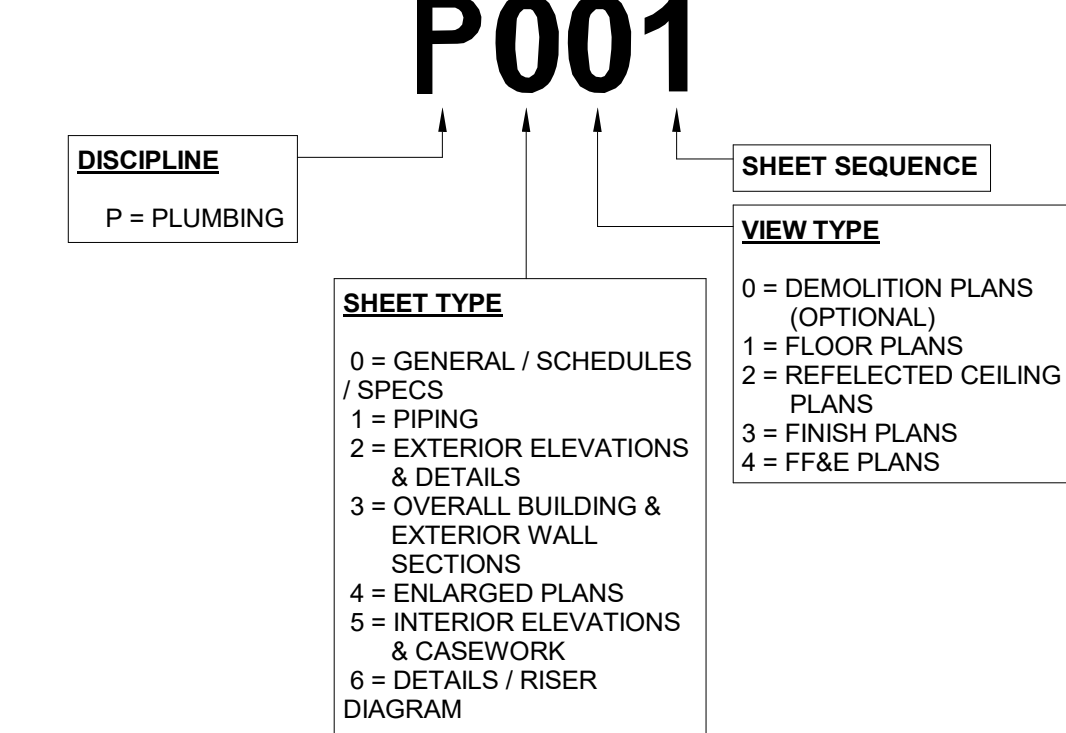 P001
DISCIPLINE
P = PLUMBING
SHEET SEQUENCE
VIEW TYPE
0 = DEMOLITION PLANS
(OPTIONAL)
1 = FLOOR PLANS
2 = REFELECTED CEILING
PLANS
3 = FINISH PLANS
4 = FF&E PLANS
SHEET TYPE
0 = GENERAL / SCHEDULES
/ SPECS
1 = PIPING
2 = EXTERIOR ELEVATIONS
& DETAILS
3 = OVERALL BUILDING &
EXTERIOR WALL
SECTIONS
4 = ENLARGED PLANS
5 = INTERIOR ELEVATIONS
& CASEWORK
6 = DETAILS / RISER
DIAGRAM